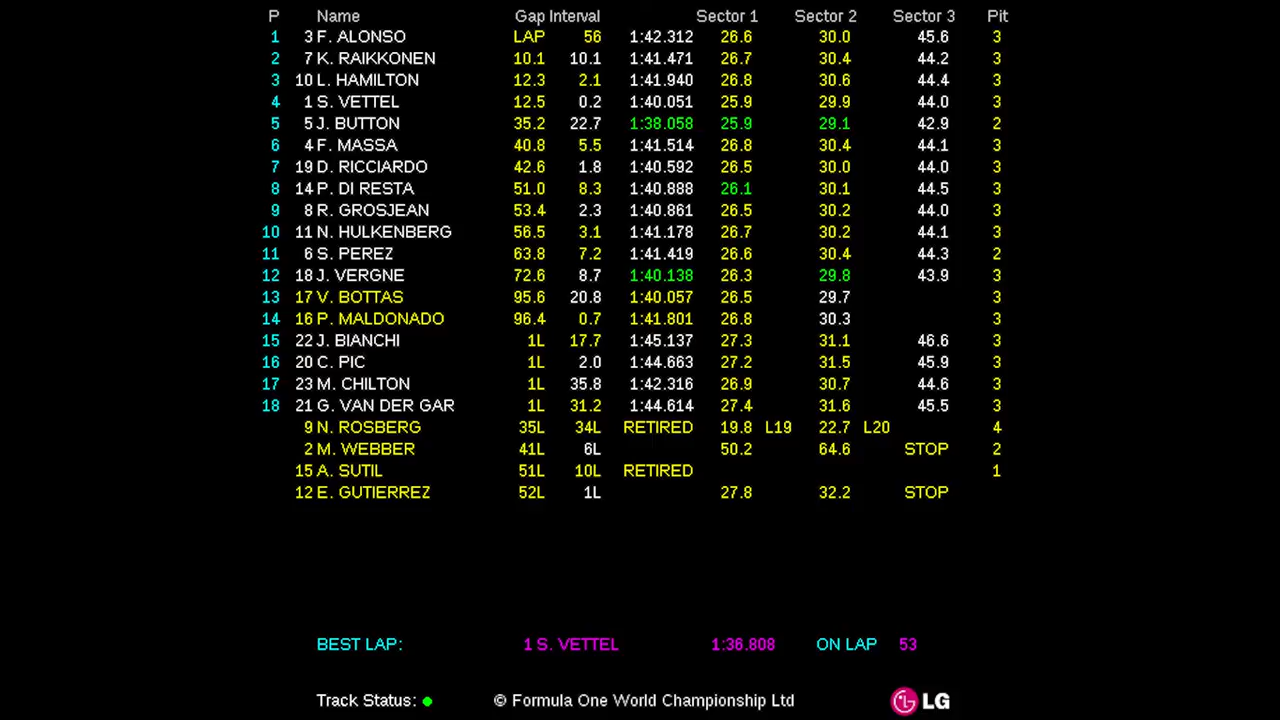 P Name Gap Interval Sector 1 Sector 2 Sector 3 Pit
1 3 F. ALONSO LAP 56 1:42.312 26.6 30.0 45.6 3
2 7 K. RAIKKONEN 10.1 10.1 1:41.471 26.7 30.4 44.2 3
3 10 L. HAMILTON 12.3 2.1 1:41.940 26.8 30.6 44.4 3
4 1 S. VETTEL 12.5 0.2 1:40.051 25.9 29.9 44.0 3
5 5 J. BUTTON 35.2 22.7 1:38.058 25.9 29.1 42.9 2
6 4 F. MASSA 40.8 5.5 1:41.514 26.8 30.4 44.1 3
7 19 D. RICCIARDO 42.6 1.8 1:40.592 26.5 30.0 44.0 3
8 14 P. DI RESTA 51.0 8.3 1:40.888 26.1 30.1 44.5 3
9 8 R. GROSJEAN 53.4 2.3 1:40.861 26.5 30.2 44.0 3
10 11 N. HULKENBERG 56.5 3.1 1:41.178 26.7 30.2 44.1 3
11 6 S. PEREZ 63.8 7.2 1:41.419 26.6 30.4 44.3 2
12 18 J. VERGNE 72.6 8.7 1:40.138 26.3 29.8 43.9 3
13 17 V. BOTTAS 95.6 20.8 1:40.057 26.5 29.7 3
14 16 P. MALDONADO 96.4 0.7 1:41.801 26.8 30.3 3
15 22 J. BIANCHI 1L 17.7 1:45.137 27.3 31.1 46.6 3
16 20 C. PIC 1L 2.0 1:44.663 27.2 31.5 45.9 3
17 23 M. CHILTON 1L 35.8 1:42.316 26.9 30.7 44.6 3
18 21 G. VAN DER GAR 1L 31.2 1:44.614 27.4 31.6 45.5 3
9 N. ROSBERG 35L 34L RETIRED 19.8 L19 22.7 L20 4
2 M. WEBBER 41L 6L 50.2 64.6 STOP 2
15 A. SUTIL 51L 10L RETIRED 1
12 E. GUTIERREZ 52L 1L 27.8 32.2 STOP
BEST LAP: 1 S. VETTEL 1:36.808 ON LAP 53
Track Status: © Formula One World Championship Ltd LG